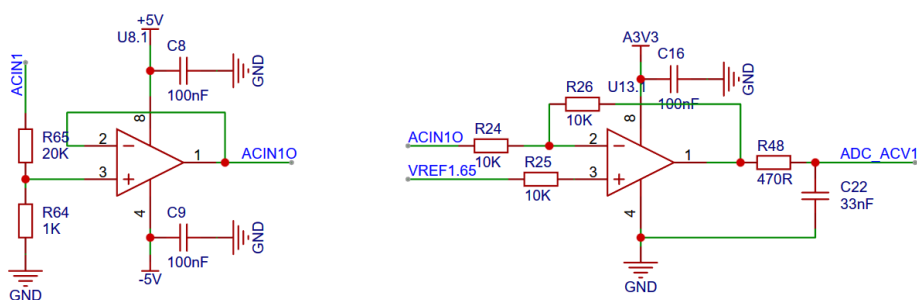 +5V
U8.1
C8
100nF
GND
ACIN1
R65
20K
8
2
3
1
ACIN1O
4
R64
1K
C9
100nF
GND
-5V
GND
A3V3
C16
100nF
GND
U13.1
R26
10K
8
ACIN1O
R24
10K
2
VREF1.65
R25
10K
3
1
4
R48
470R
ADC_ACV1
C22
33nF
GND